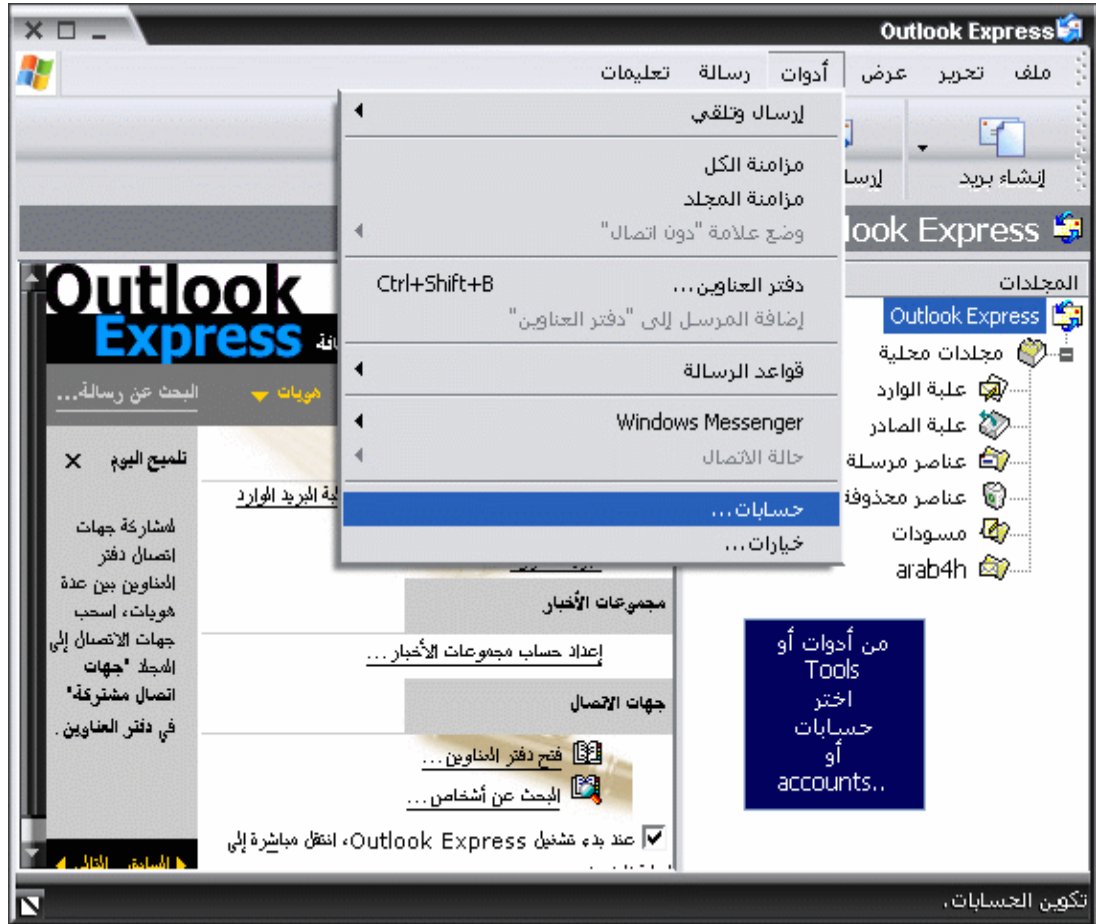 Outlook Express
ملف تحرير عرض أدوات رسالة تعليمات
إنشاء بريد
إرسال وتلقي
مزامنة الكل
مزامنة المجلد
وضع علامة "دون اتصال"
دفتر العناوين... Ctrl+Shift+B
إضافة المرسل إلى "دفتر العناوين"
قواعد الرسالة
Windows Messenger
حالة الاتصال
حسابات...
خيارات...
look Express
المجلدات
Outlook Express
مجلدات محلية
علبة الوارد
علبة الصادر
عناصر مرسلة
عناصر محذوفة
مسودات
arab4h
من أدوات أو
Tools
اختر
حسابات
أو
accounts..
Outlook
Express
هويات
البحث عن رسالة...
البريد الوارد
مجموعات الأخبار
إعداد حساب مجموعات الأخبار...
جهات الاتصال
فتح دفتر العناوين...
البحث عن أشخاص...
عند بدء تشغيل Outlook Express، انتقل مباشرة إلى
تلميح اليوم
لمشاركة جهات
اتصال دفتر
العناوين بين عدة
هويات، اسحب
جهات الاتصال إلى
المجلد "جهات
اتصال مشتركة"
في دفتر العناوين.
السابق التالي
تكوين الحسابات.